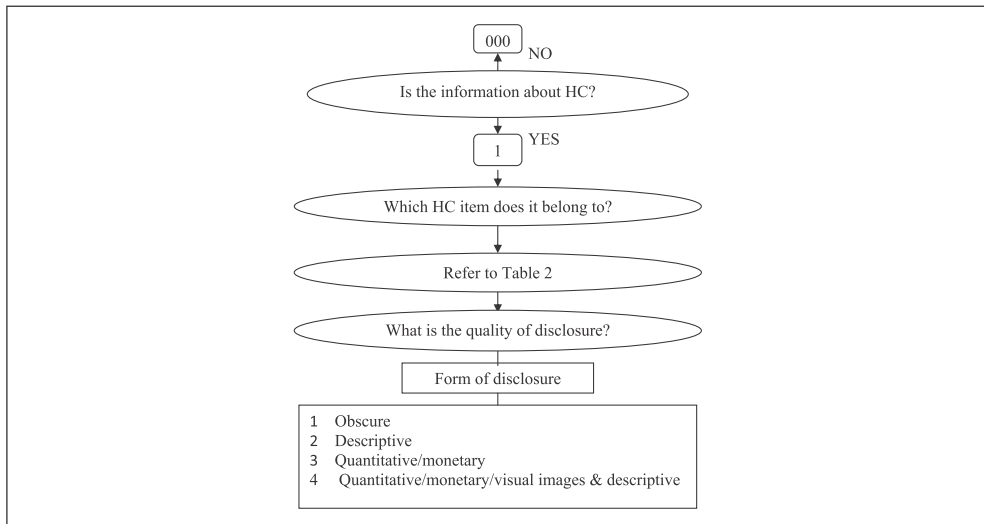 000
NO
Is the information about HC?
YES
1
Which HC item does it belong to?
Refer to Table 2
What is the quality of disclosure?
Form of disclosure
1 Obscure
2 Descriptive
3 Quantitative/monetary
4 Quantitative/monetary/visual images & descriptive